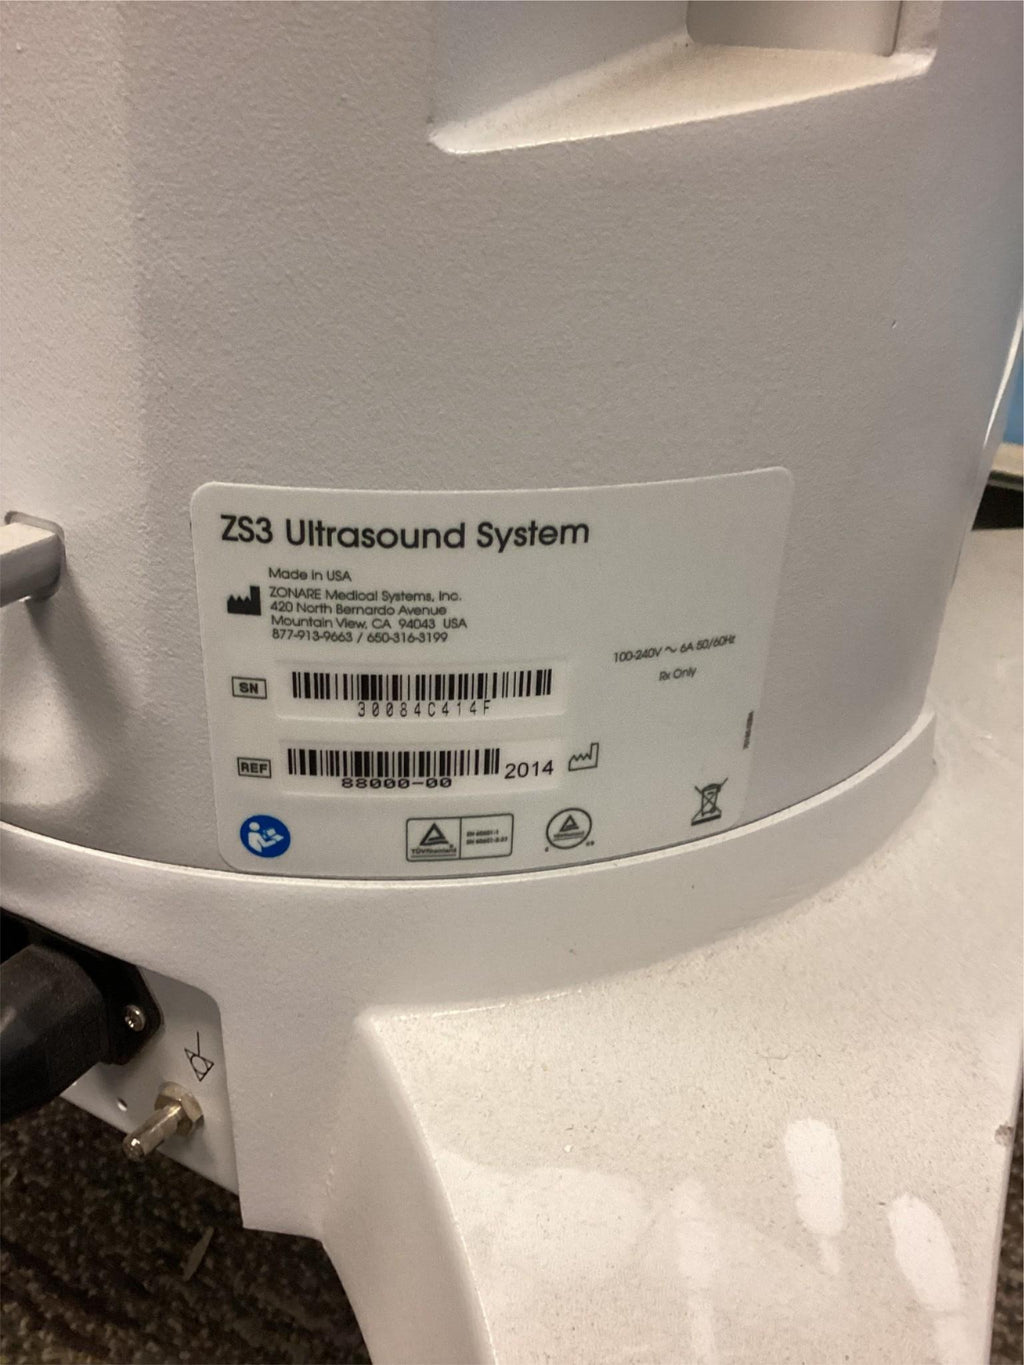 ZS3 Ultrasound System
Made in USA
ZONARE Medical Systems, Inc.
420 North Bernardo Avenue
Mountain View, CA 94043 USA
877-913-9663 / 650-316-3199
100-240V ~ 6A 50/60Hz
Rx Only
SN
30084C414F
REF
88000-00
2014
TÜVRheinland